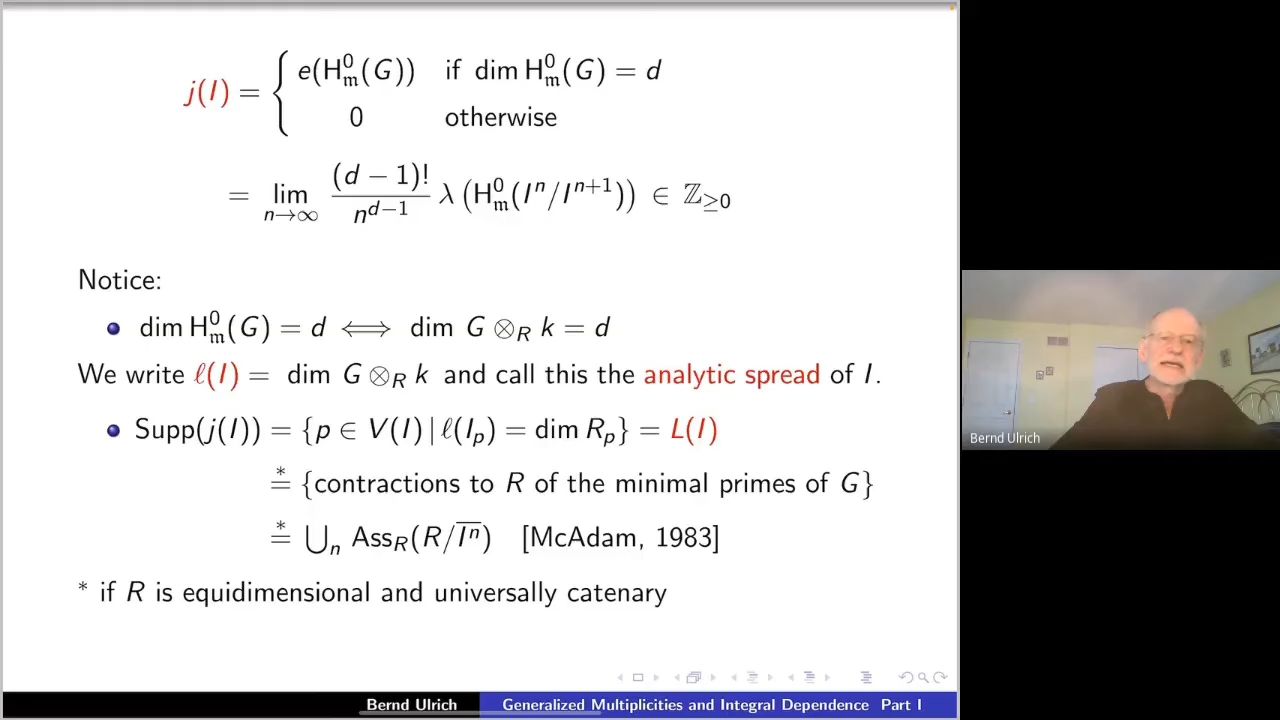 j(I) = { e(H⁰_𝔪(G)) if dim H⁰_𝔪(G) = d
0 otherwise
= lim_{n→∞} (d − 1)! / n^{d−1} λ (H⁰_𝔪(Iⁿ/Iⁿ⁺¹)) ∈ ℤ_{≥0}
Notice:
• dim H⁰_𝔪(G) = d ⟺ dim G ⊗_R k = d
We write ℓ(I) = dim G ⊗_R k and call this the analytic spread of I.
• Supp(j(I)) = {p ∈ V(I) | ℓ(I_p) = dim R_p} = L(I)
=* {contractions to R of the minimal primes of G}
=* ⋃_n Ass_R(R/\overline{Iⁿ}) [McAdam, 1983]
* if R is equidimensional and universally catenary
Bernd Ulrich Generalized Multiplicities and Integral Dependence Part I
Bernd Ulrich